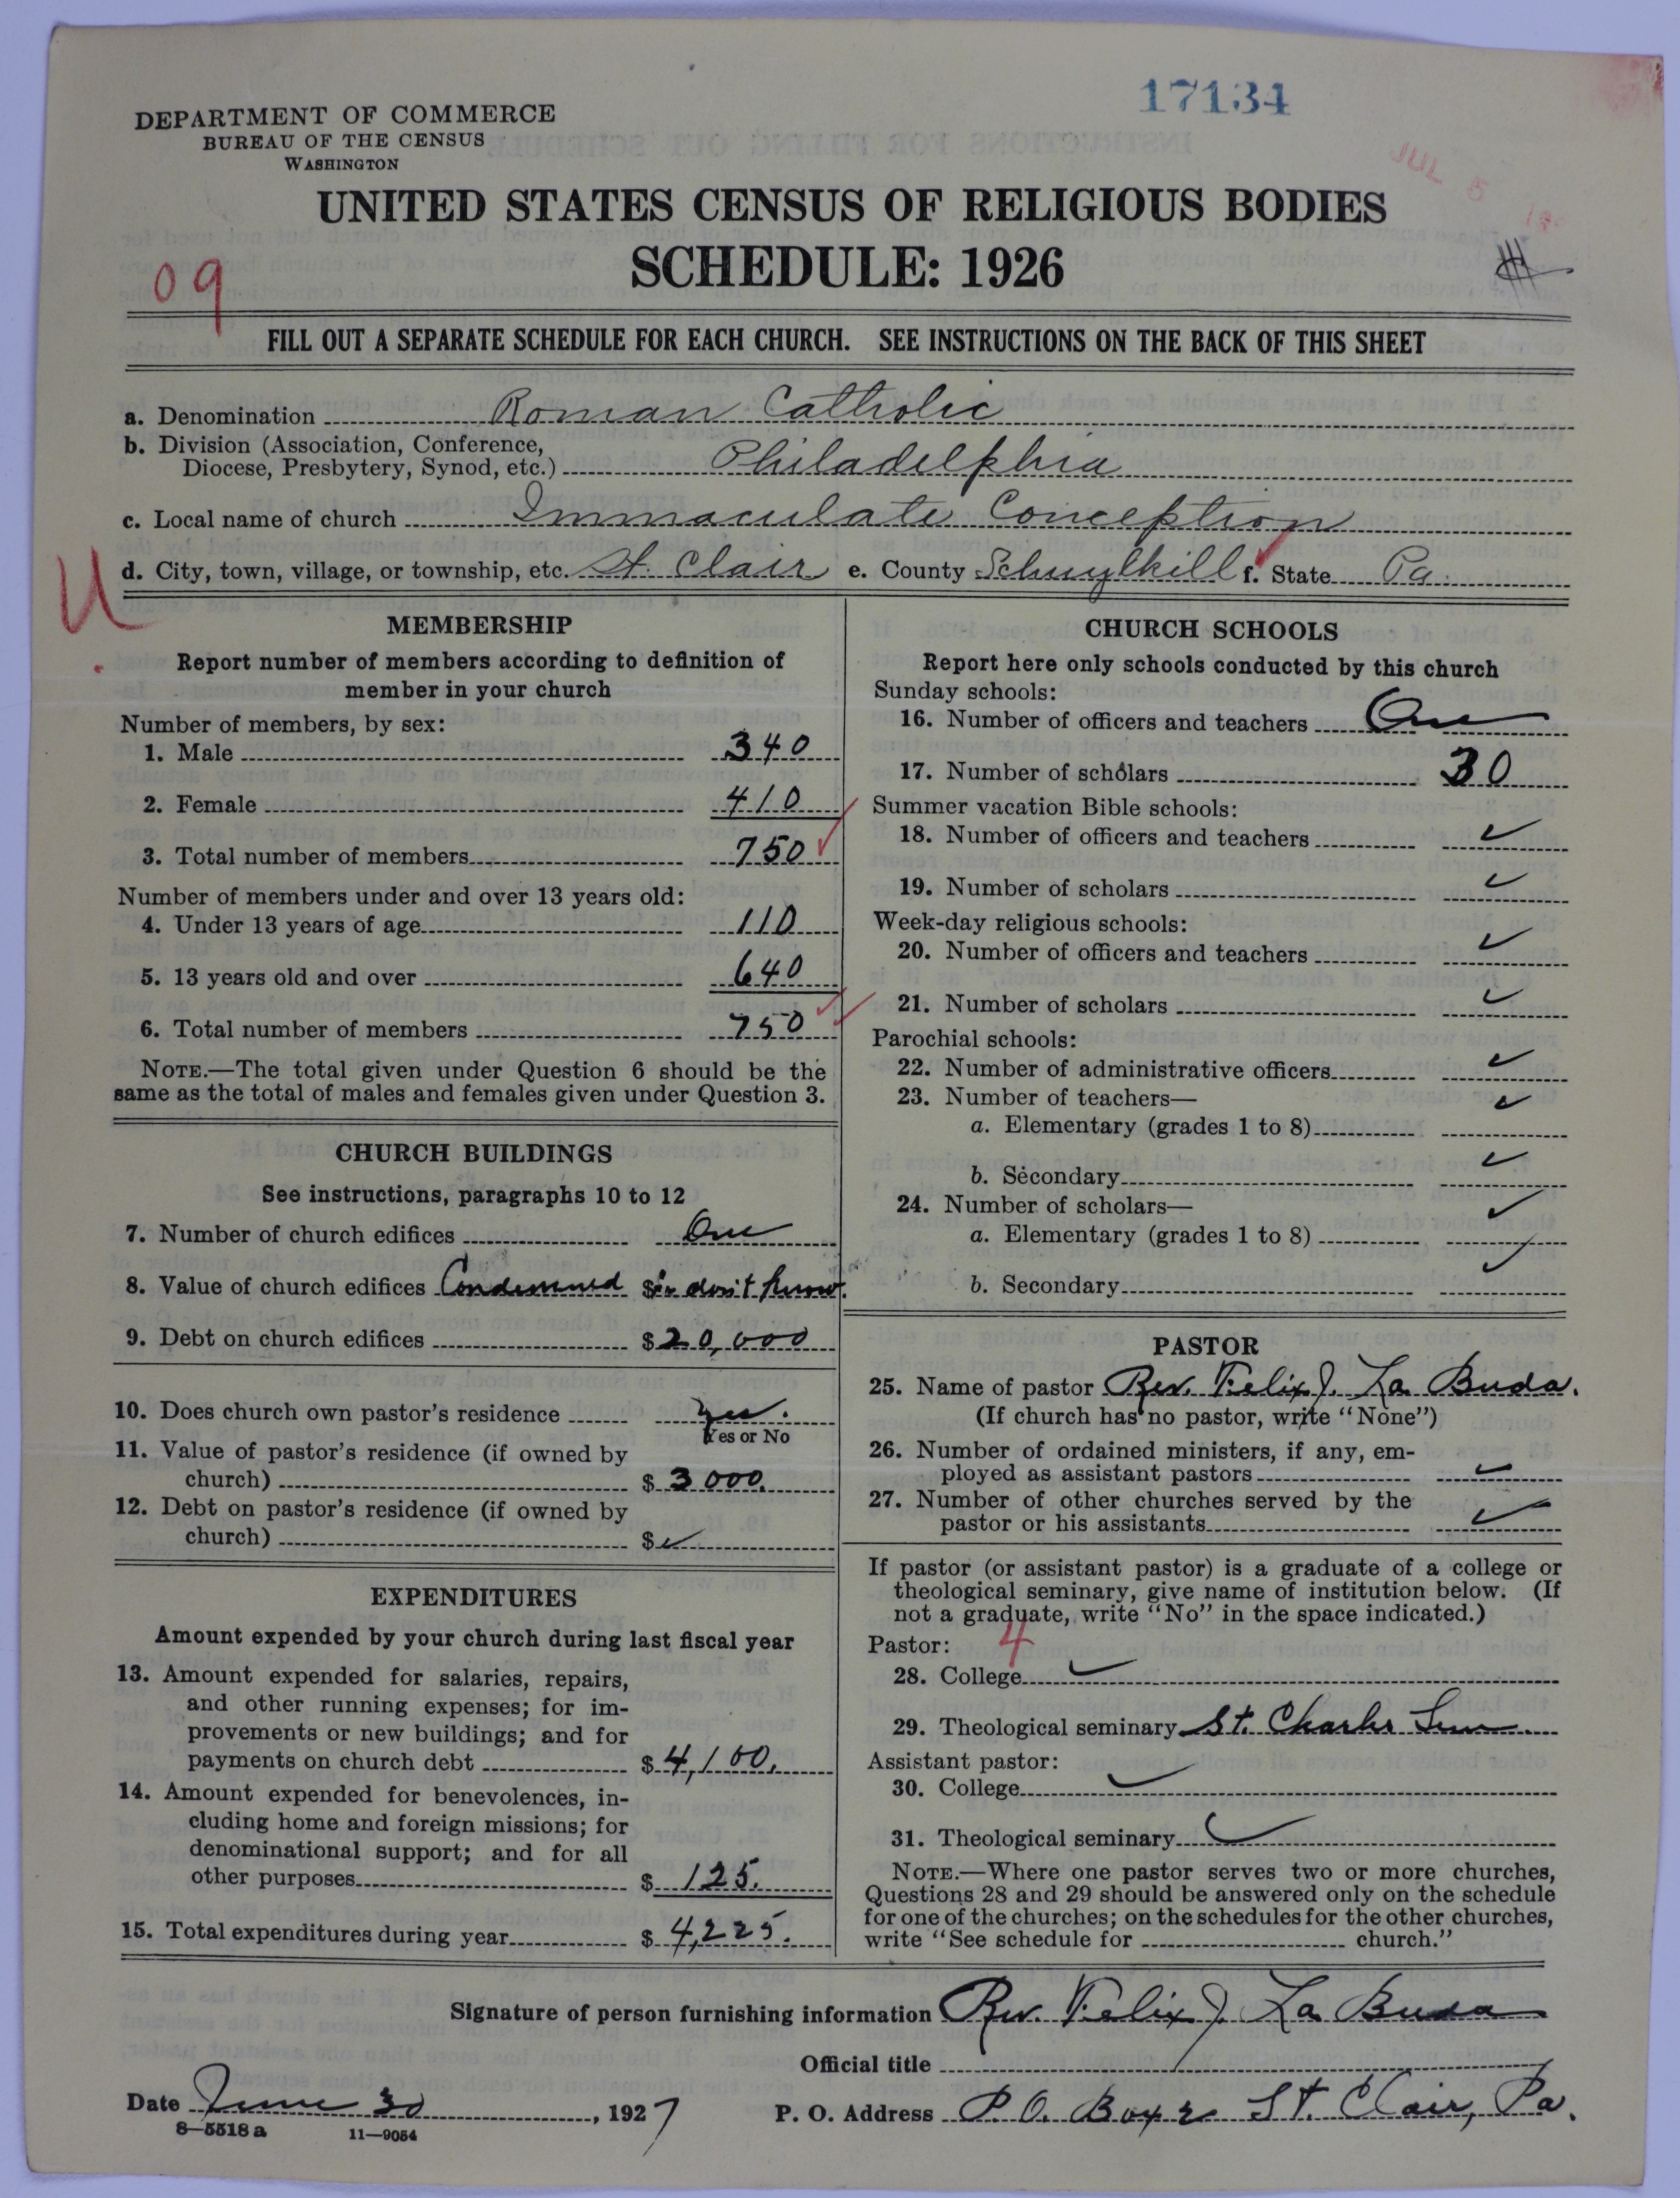 17134
DEPARTMENT OF COMMERCE
BUREAU OF THE CENSUS
WASHINGTON
JUL 5
UNITED STATES CENSUS OF RELIGIOUS BODIES
SCHEDULE: 1926
09
FILL OUT A SEPARATE SCHEDULE FOR EACH CHURCH. SEE INSTRUCTIONS ON THE BACK OF THIS SHEET
a. Denomination Roman Catholic
b. Division (Association, Conference,
Diocese, Presbytery, Synod, etc.) Philadelphia
c. Local name of church Immaculate Conception
d. City, town, village, or township, etc. St. Clair e. County Schuylkill f. State Pa.
U
MEMBERSHIP
Report number of members according to definition of
member in your church
Number of members, by sex:
1. Male 340
2. Female 410
3. Total number of members 750
Number of members under and over 13 years old:
4. Under 13 years of age 110
5. 13 years old and over 640
6. Total number of members 750
NOTE.—The total given under Question 6 should be the
same as the total of males and females given under Question 3.
CHURCH BUILDINGS
See instructions, paragraphs 10 to 12
7. Number of church edifices One
8. Value of church edifices Condemned $ don't know.
9. Debt on church edifices $ 20,000
10. Does church own pastor's residence Yes.
Yes or No
11. Value of pastor's residence (if owned by
church) $ 3000.
12. Debt on pastor's residence (if owned by
church) $ ✓
EXPENDITURES
Amount expended by your church during last fiscal year
13. Amount expended for salaries, repairs,
and other running expenses; for im-
provements or new buildings; and for
payments on church debt $ 4,100.
14. Amount expended for benevolences, in-
cluding home and foreign missions; for
denominational support; and for all
other purposes $ 125.
15. Total expenditures during year $ 4,225.
CHURCH SCHOOLS
Report here only schools conducted by this church
Sunday schools:
16. Number of officers and teachers One
17. Number of scholars 30
Summer vacation Bible schools:
18. Number of officers and teachers ✓
19. Number of scholars ✓
Week-day religious schools:
20. Number of officers and teachers ✓
21. Number of scholars ✓
Parochial schools:
22. Number of administrative officers ✓
23. Number of teachers— ✓
a. Elementary (grades 1 to 8)
b. Secondary ✓
24. Number of scholars— ✓
a. Elementary (grades 1 to 8)
b. Secondary ✓
PASTOR
25. Name of pastor Rev. Felix J. La Buda.
(If church has no pastor, write "None")
26. Number of ordained ministers, if any, em-
ployed as assistant pastors ✓
27. Number of other churches served by the
pastor or his assistants ✓
If pastor (or assistant pastor) is a graduate of a college or
theological seminary, give name of institution below. (If
not a graduate, write "No" in the space indicated.)
Pastor: 4
28. College ✓
29. Theological seminary St. Charles Sem
Assistant pastor:
30. College ✓
31. Theological seminary ✓
NOTE.—Where one pastor serves two or more churches,
Questions 28 and 29 should be answered only on the schedule
for one of the churches; on the schedules for the other churches,
write "See schedule for church."
Signature of person furnishing information Rev. Felix J. La Buda
Official title
Date June 30, 1927 P. O. Address P.O. Box 2 St. Clair, Pa.
8—5518 a 11—9054